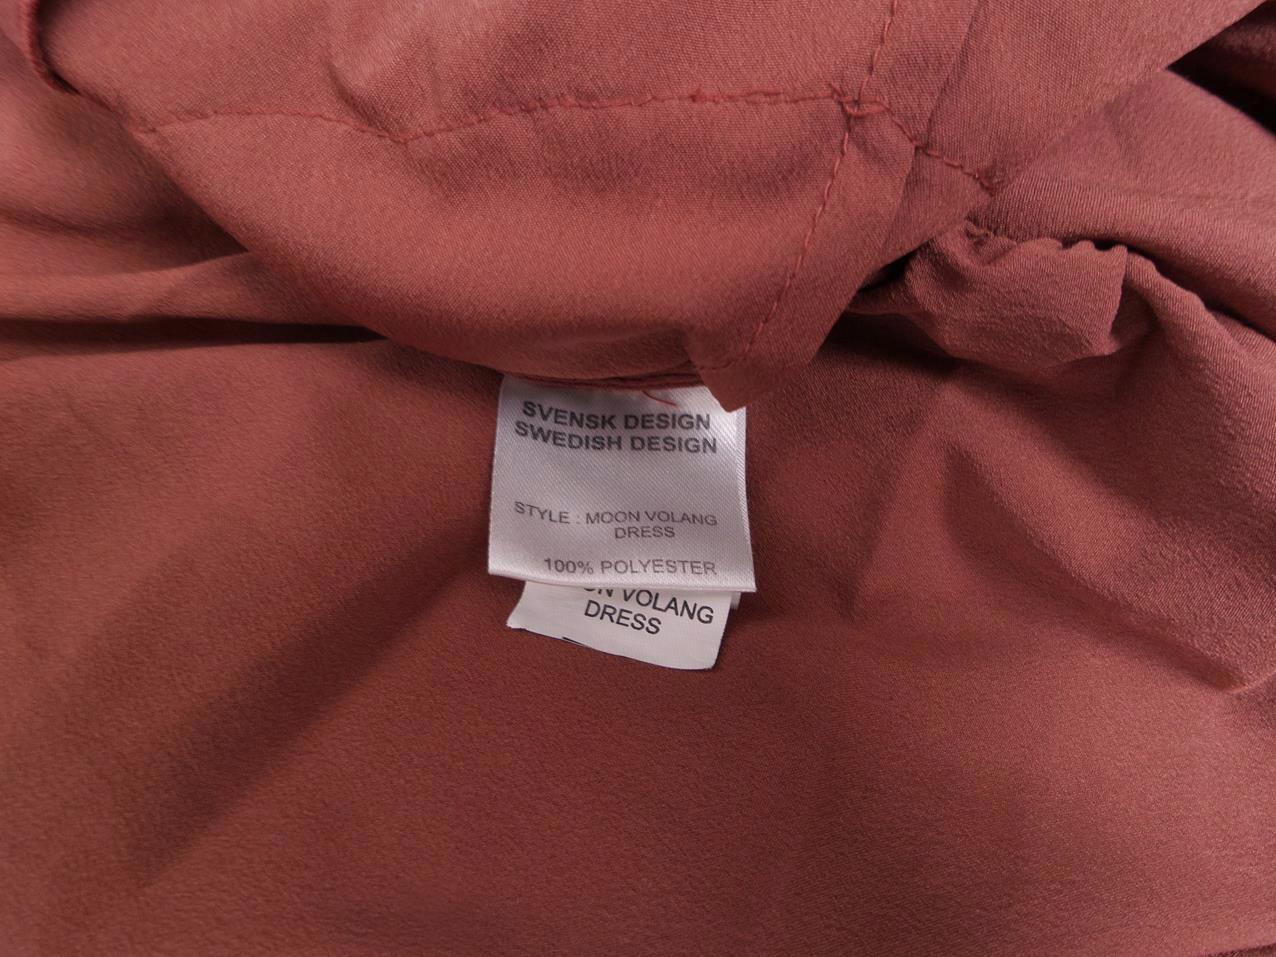 SVENSK DESIGN
SWEDISH DESIGN
STYLE : MOON VOLANG
DRESS
100% POLYESTER
VOLANG
DRESS